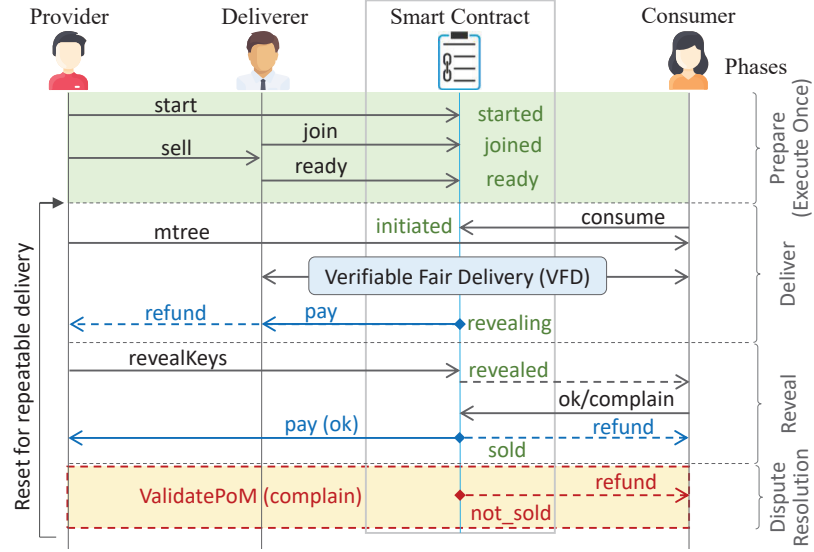 Provider
Deliverer
Smart Contract
Consumer
Phases
start
started
join
joined
sell
ready
ready
Prepare
(Execute Once)
initiated
consume
mtree
Verifiable Fair Delivery (VFD)
refund
pay
revealing
Deliver
revealKeys
revealed
ok/complain
pay (ok)
refund
sold
Reveal
ValidatePoM (complain)
refund
not_sold
Dispute
Resolution
Reset for repeatable delivery